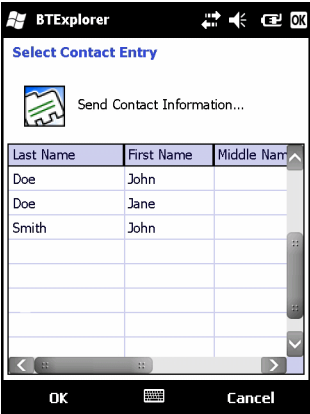 BTExplorer OK
Select Contact Entry
Send Contact Information...
Last Name First Name Middle Nam
Doe John
Doe Jane
Smith John
OK Cancel